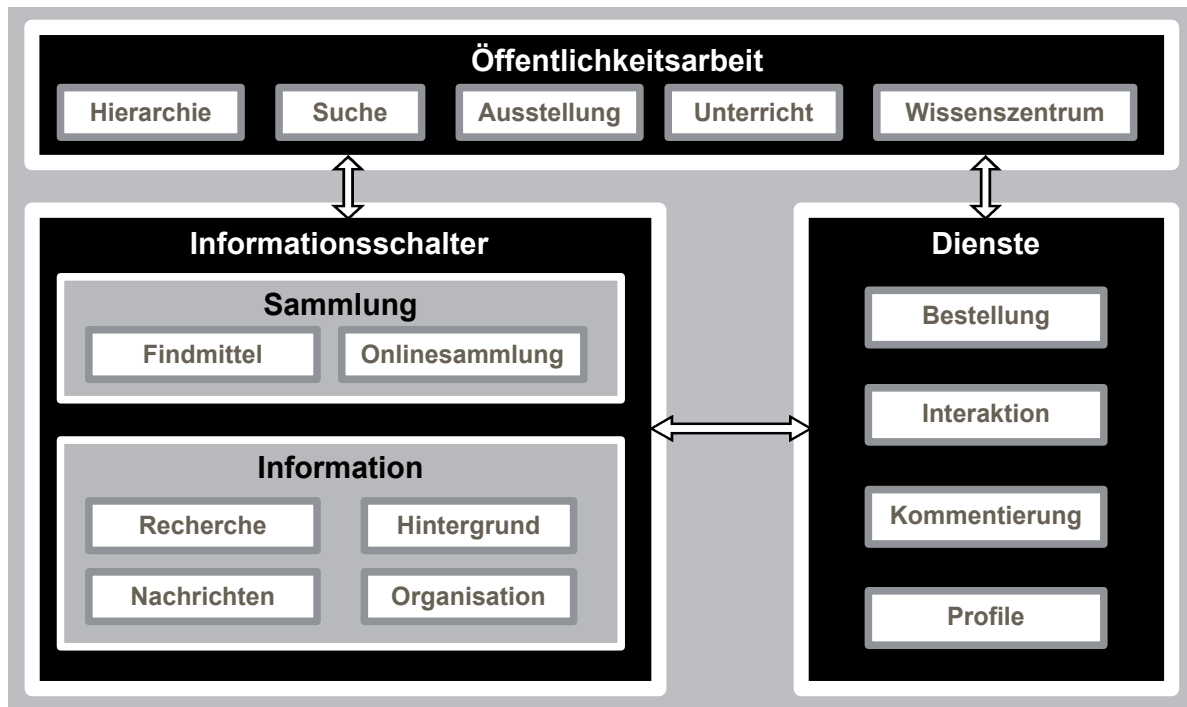 Öffentlichkeitsarbeit
Hierarchie
Suche
Ausstellung
Unterricht
Wissenszentrum
Informationsschalter
Sammlung
Findmittel
Onlinesammlung
Information
Recherche
Hintergrund
Nachrichten
Organisation
Dienste
Bestellung
Interaktion
Kommentierung
Profile